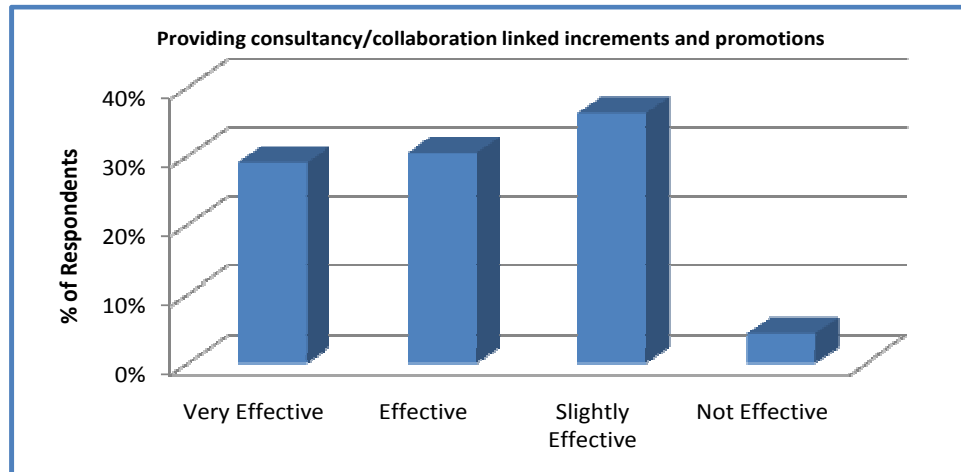 Providing consultancy/collaboration linked increments and promotions
40%
30%
20%
10%
0%
% of Respondents
Very Effective
Effective
Slightly
Effective
Not Effective